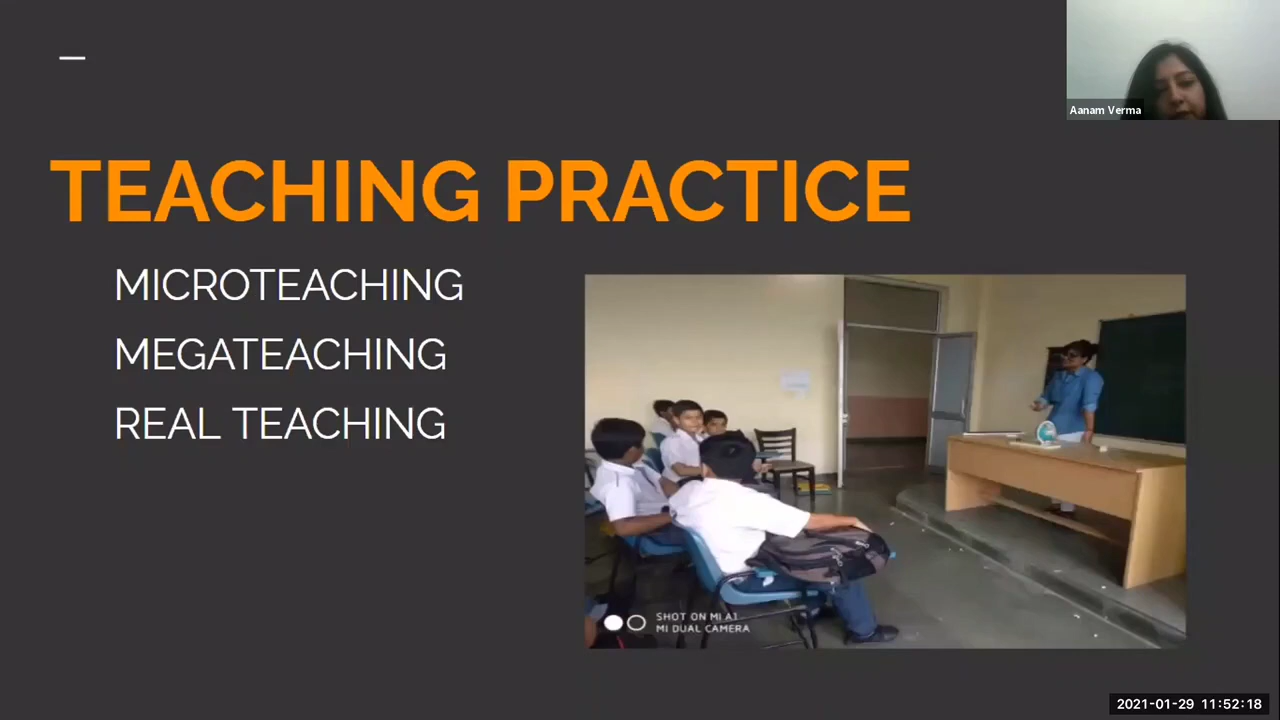 Aanam Verma
TEACHING PRACTICE
MICROTEACHING
MEGATEACHING
REAL TEACHING
SHOT ON MI A1
MI DUAL CAMERA
2021-01-29 11:52:18